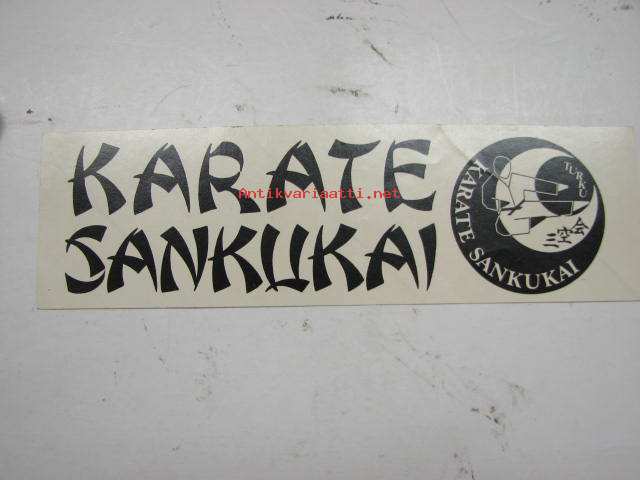 KARATE
SANKUKAI
Antikvariaatti.net
TURKU
三空会
KARATE SANKUKAI